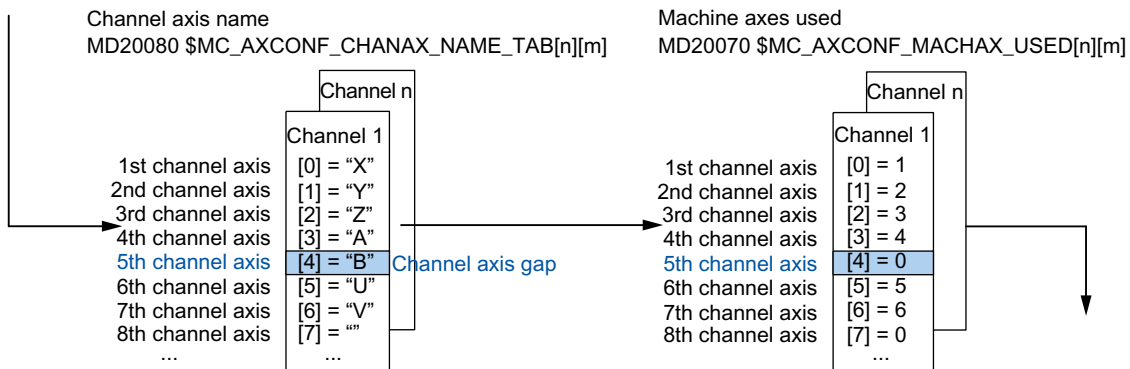 Channel axis name
MD20080 $MC_AXCONF_CHANAX_NAME_TAB[n][m]
Channel n
Channel 1
1st channel axis [0] = “X”
2nd channel axis [1] = “Y”
3rd channel axis [2] = “Z”
4th channel axis [3] = “A”
5th channel axis [4] = “B” Channel axis gap
6th channel axis [5] = “U”
7th channel axis [6] = “V”
8th channel axis [7] = “”
...
Machine axes used
MD20070 $MC_AXCONF_MACHAX_USED[n][m]
Channel n
Channel 1
1st channel axis [0] = 1
2nd channel axis [1] = 2
3rd channel axis [2] = 3
4th channel axis [3] = 4
5th channel axis [4] = 0
6th channel axis [5] = 5
7th channel axis [6] = 6
8th channel axis [7] = 0
... ...